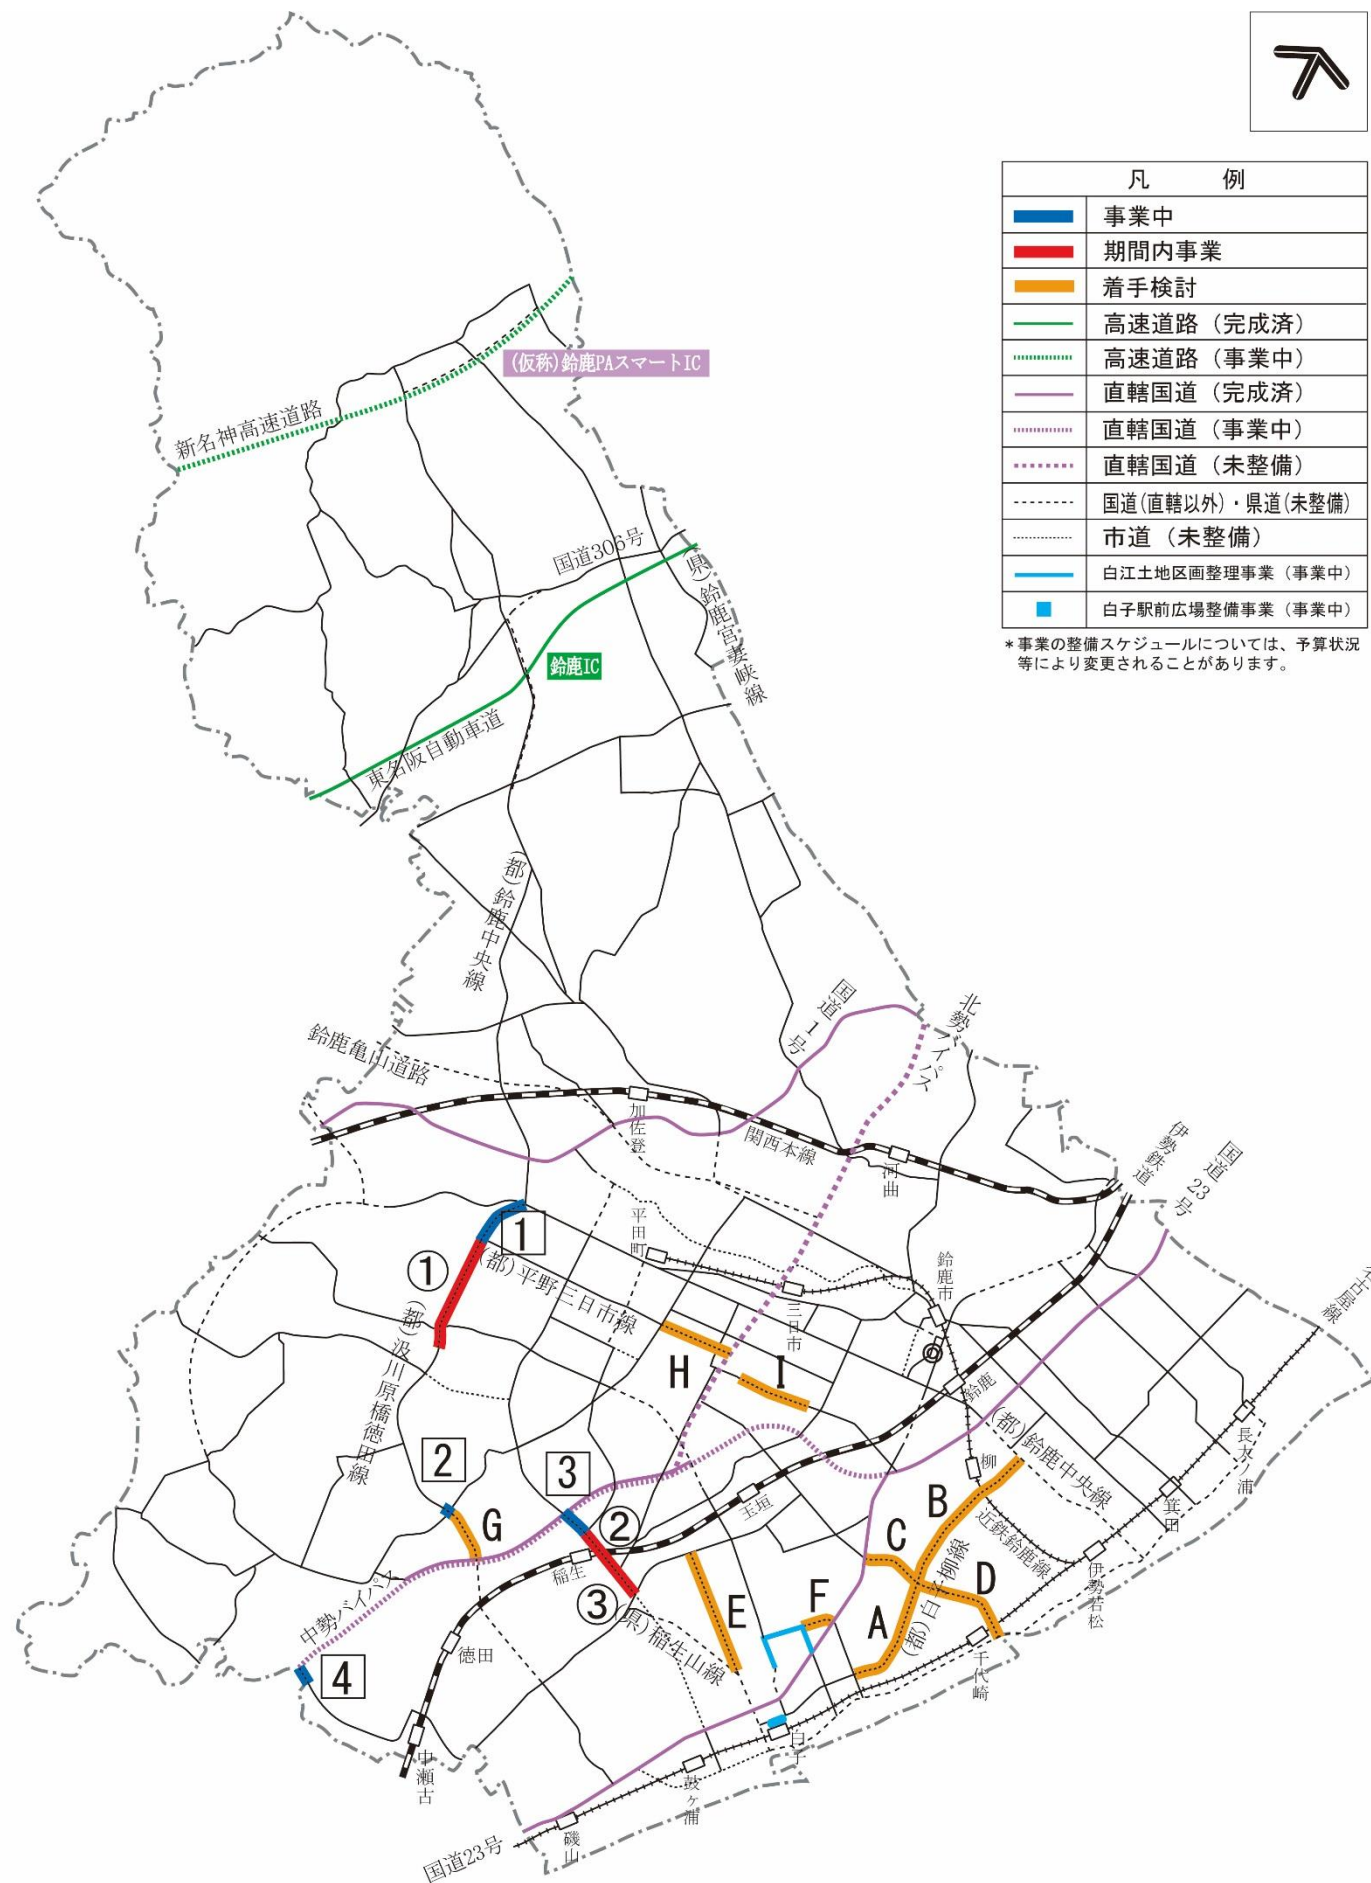 凡 例
事業中
期間内事業
着手検討
高速道路（完成済）
高速道路（事業中）
直轄国道（完成済）
直轄国道（事業中）
直轄国道（未整備）
国道(直轄以外)・県道(未整備)
市道（未整備）
白江土地区画整理事業（事業中）
白子駅前広場整備事業（事業中）
*事業の整備スケジュールについては、予算状況
等により変更されることがあります。
(仮称)鈴鹿PAスマートIC
新名神高速道路
国道306号
(県)鈴鹿宮妻峡線
鈴鹿IC
東名阪自動車道
(都)鈴鹿中央線
国道1号
北勢バイパス
鈴鹿亀山道路
加佐登
関西本線
河曲
伊勢鉄道
国道23号
1
①
(都)平野三日市線
平田町
三日市
鈴鹿市
名古屋線
(都)汲川原橋徳田線
H
I
鈴鹿
(都)鈴鹿中央線
長太ノ浦
2
3
G
②
玉垣
柳
B
箕田
近鉄鈴鹿線
C
D
伊勢若松
稲生
③
(県)稲生山線
E
F
A
(都)白子柳線
千代崎
中勢バイパス
徳田
4
中瀬古
白子
鼓ヶ浦
磯山
国道23号